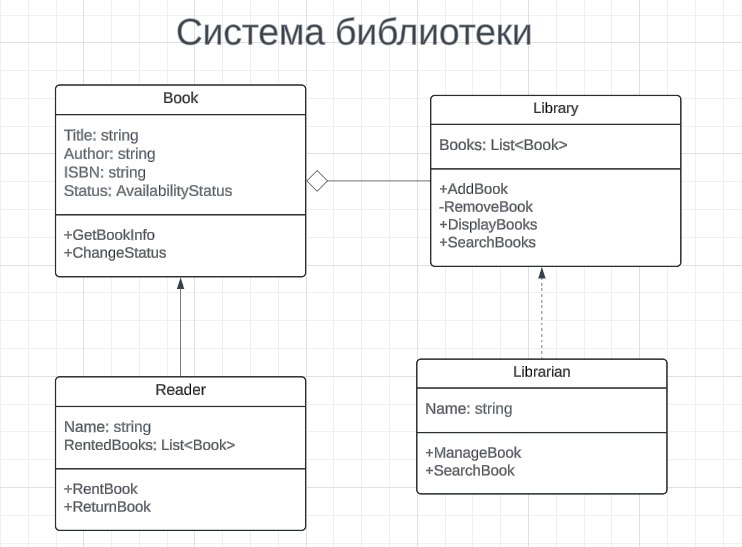 Система библиотеки
Book
Title: string
Author: string
ISBN: string
Status: AvailabilityStatus
+GetBookInfo
+ChangeStatus
Library
Books: List<Book>
+AddBook
-RemoveBook
+DisplayBooks
+SearchBooks
Reader
Name: string
RentedBooks: List<Book>
+RentBook
+ReturnBook
Librarian
Name: string
+ManageBook
+SearchBook